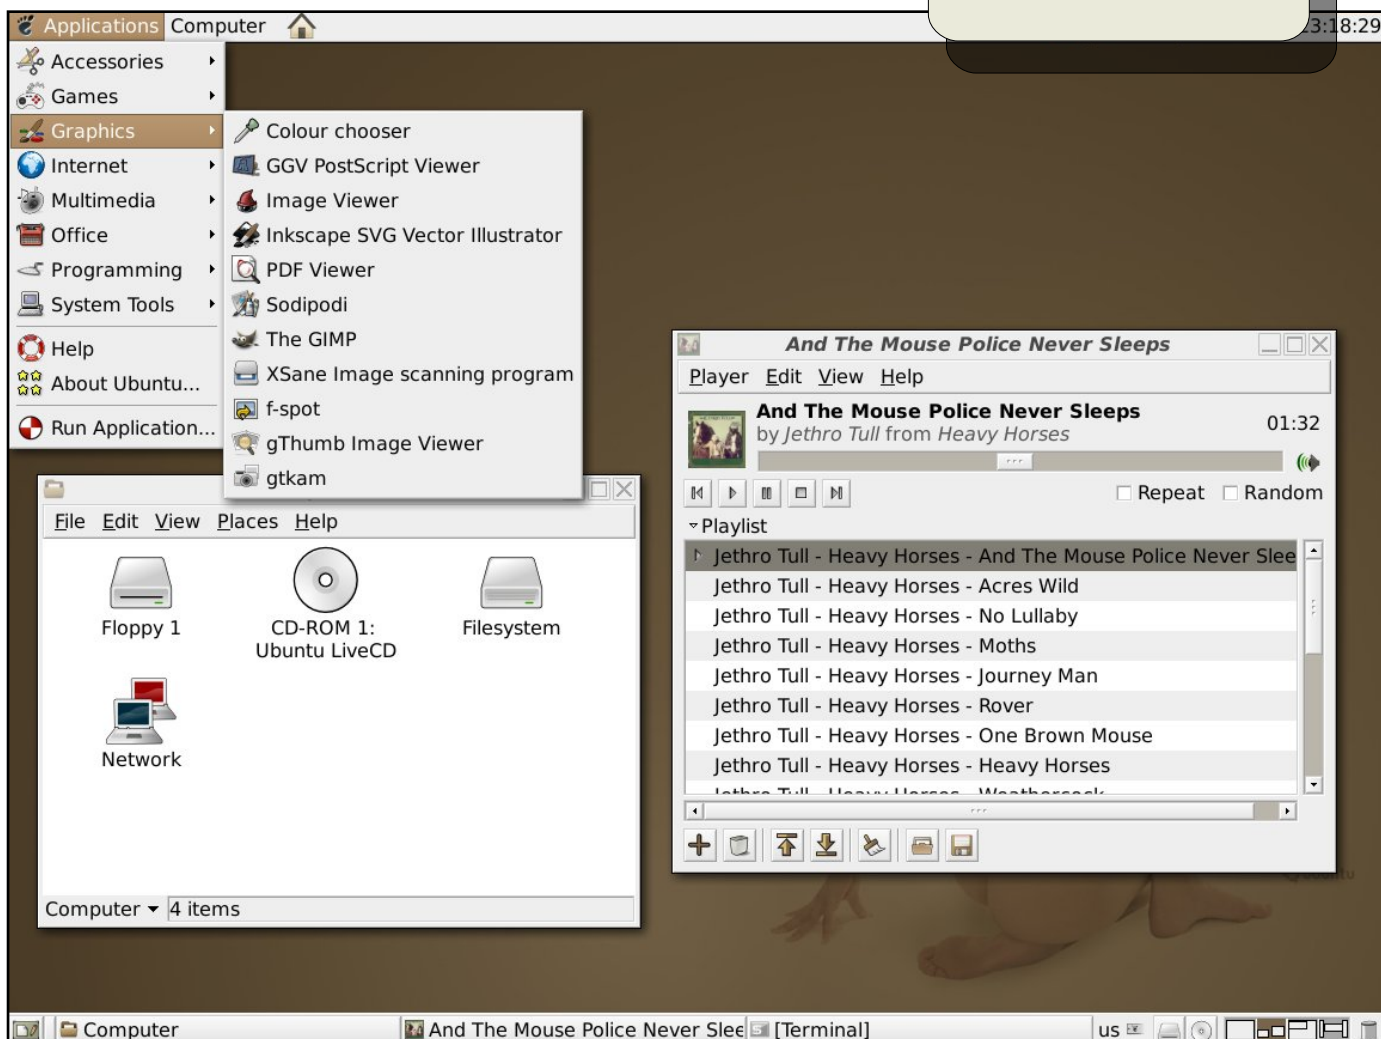 Applications Computer
3:18:29
Accessories
Games
Graphics
Internet
Multimedia
Office
Programming
System Tools
Help
About Ubuntu...
Run Application...
Colour chooser
GGV PostScript Viewer
Image Viewer
Inkscape SVG Vector Illustrator
PDF Viewer
Sodipodi
The GIMP
XSane Image scanning program
f-spot
gThumb Image Viewer
gtkam
File Edit View Places Help
Floppy 1
CD-ROM 1:
Ubuntu LiveCD
Filesystem
Network
Computer 4 items
And The Mouse Police Never Sleeps
Player Edit View Help
And The Mouse Police Never Sleeps
by Jethro Tull from Heavy Horses
01:32
Repeat Random
Playlist
Jethro Tull - Heavy Horses - And The Mouse Police Never Slee
Jethro Tull - Heavy Horses - Acres Wild
Jethro Tull - Heavy Horses - No Lullaby
Jethro Tull - Heavy Horses - Moths
Jethro Tull - Heavy Horses - Journey Man
Jethro Tull - Heavy Horses - Rover
Jethro Tull - Heavy Horses - One Brown Mouse
Jethro Tull - Heavy Horses - Heavy Horses
Jethro Tull - Heavy Horses - Weathercock
ubuntu
Computer
And The Mouse Police Never Slee
[Terminal]
us